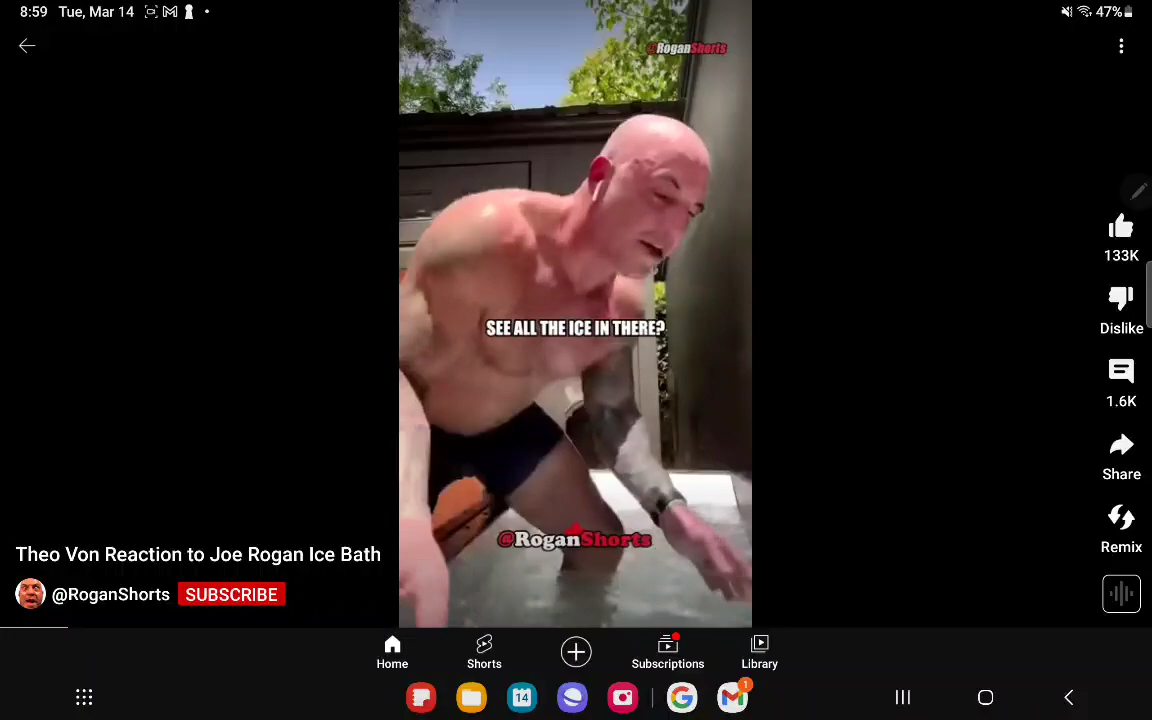 8:59 Tue, Mar 14
47%
@RoganShorts
SEE ALL THE ICE IN THERE?
@RoganShorts
133K
Dislike
1.6K
Share
Remix
Theo Von Reaction to Joe Rogan Ice Bath
@RoganShorts SUBSCRIBE
Home Shorts Subscriptions Library
14
1